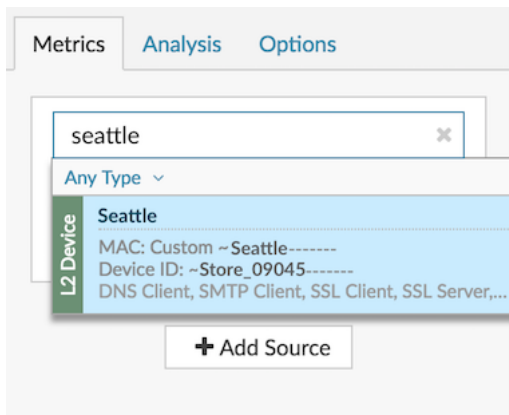 Metrics Analysis Options
seattle
Any Type
L2 Device
Seattle
MAC: Custom ~Seattle-------
Device ID: ~Store_09045-------
DNS Client, SMTP Client, SSL Client, SSL Server,...
+ Add Source